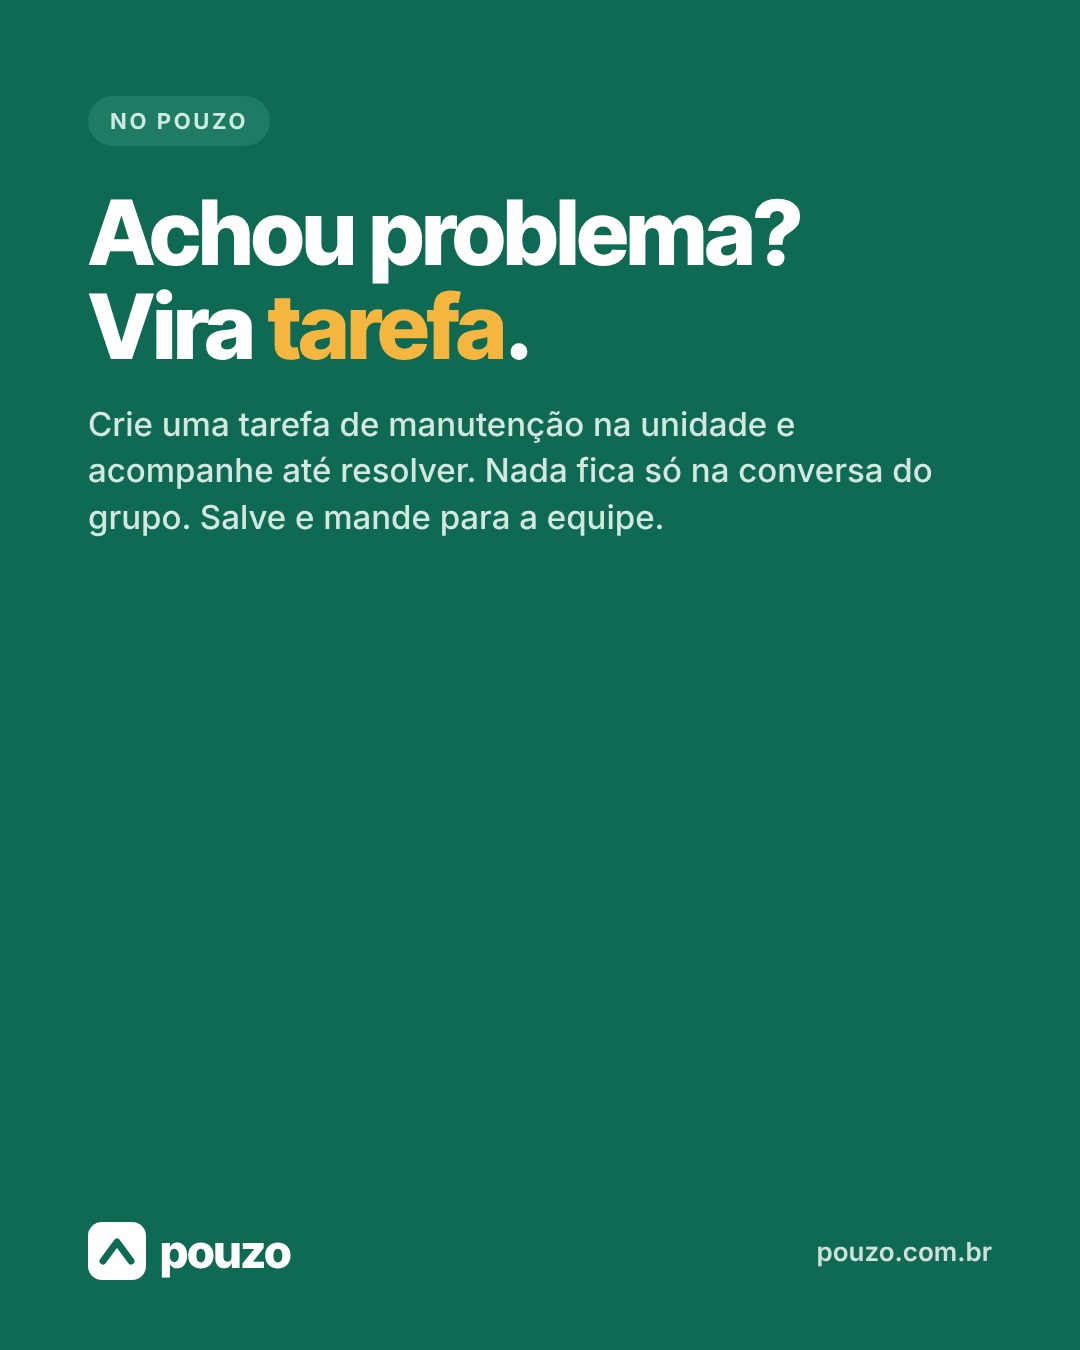 NO POUZO
Achou problema?
Vira tarefa.
Crie uma tarefa de manutenção na unidade e
acompanhe até resolver. Nada fica só na conversa do
grupo. Salve e mande para a equipe.
pouzo
pouzo.com.br